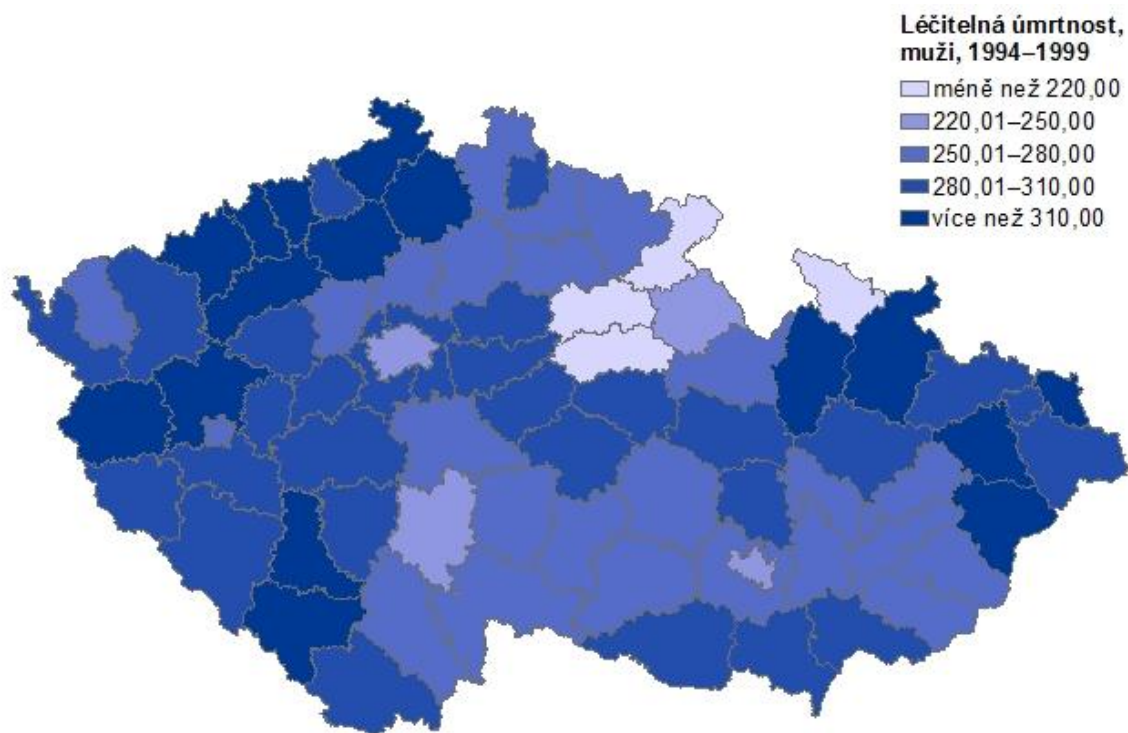 Léčitelná úmrtnost,
muži, 1994–1999
méně než 220,00
220,01–250,00
250,01–280,00
280,01–310,00
více než 310,00